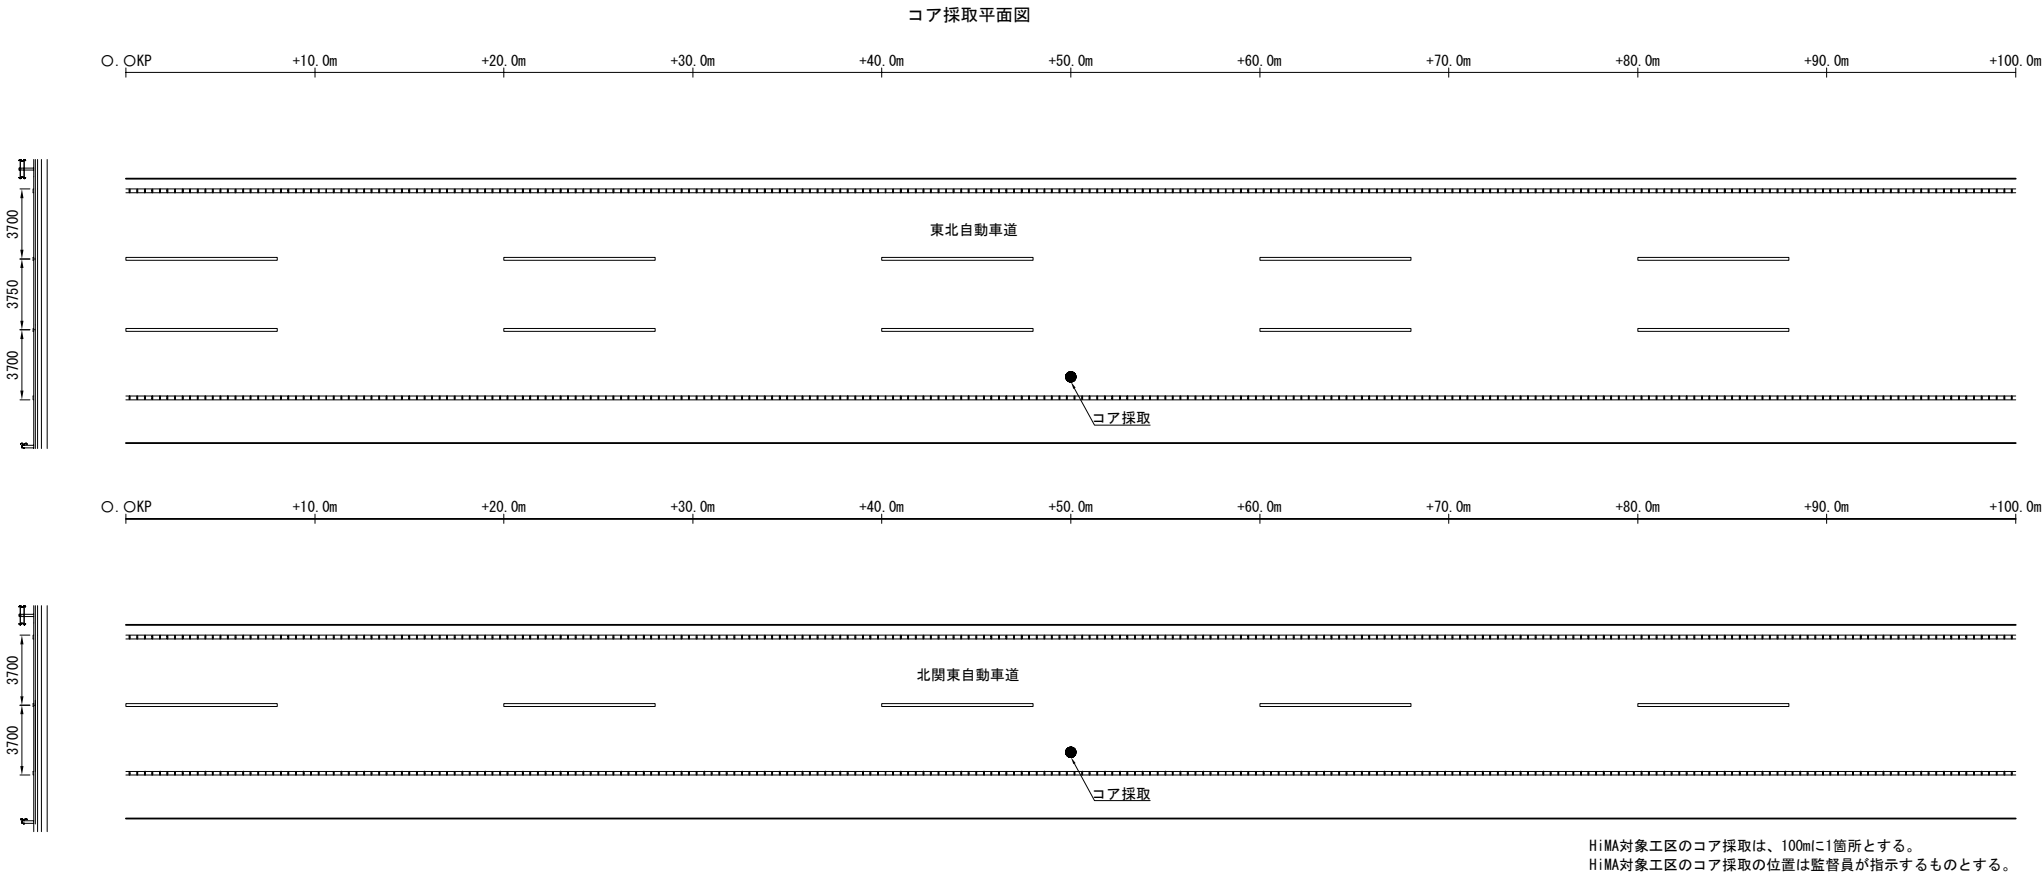 コア採取平面図
〇.〇KP +10.0m +20.0m +30.0m +40.0m +50.0m +60.0m +70.0m +80.0m +90.0m +100.0m
3700
東北自動車道
3750
3700
コア採取
〇.〇KP +10.0m +20.0m +30.0m +40.0m +50.0m +60.0m +70.0m +80.0m +90.0m +100.0m
3700
北関東自動車道
3700
コア採取
HiMA対象工区のコア採取は、100mに1箇所とする。
HiMA対象工区のコア採取の位置は監督員が指示するものとする。